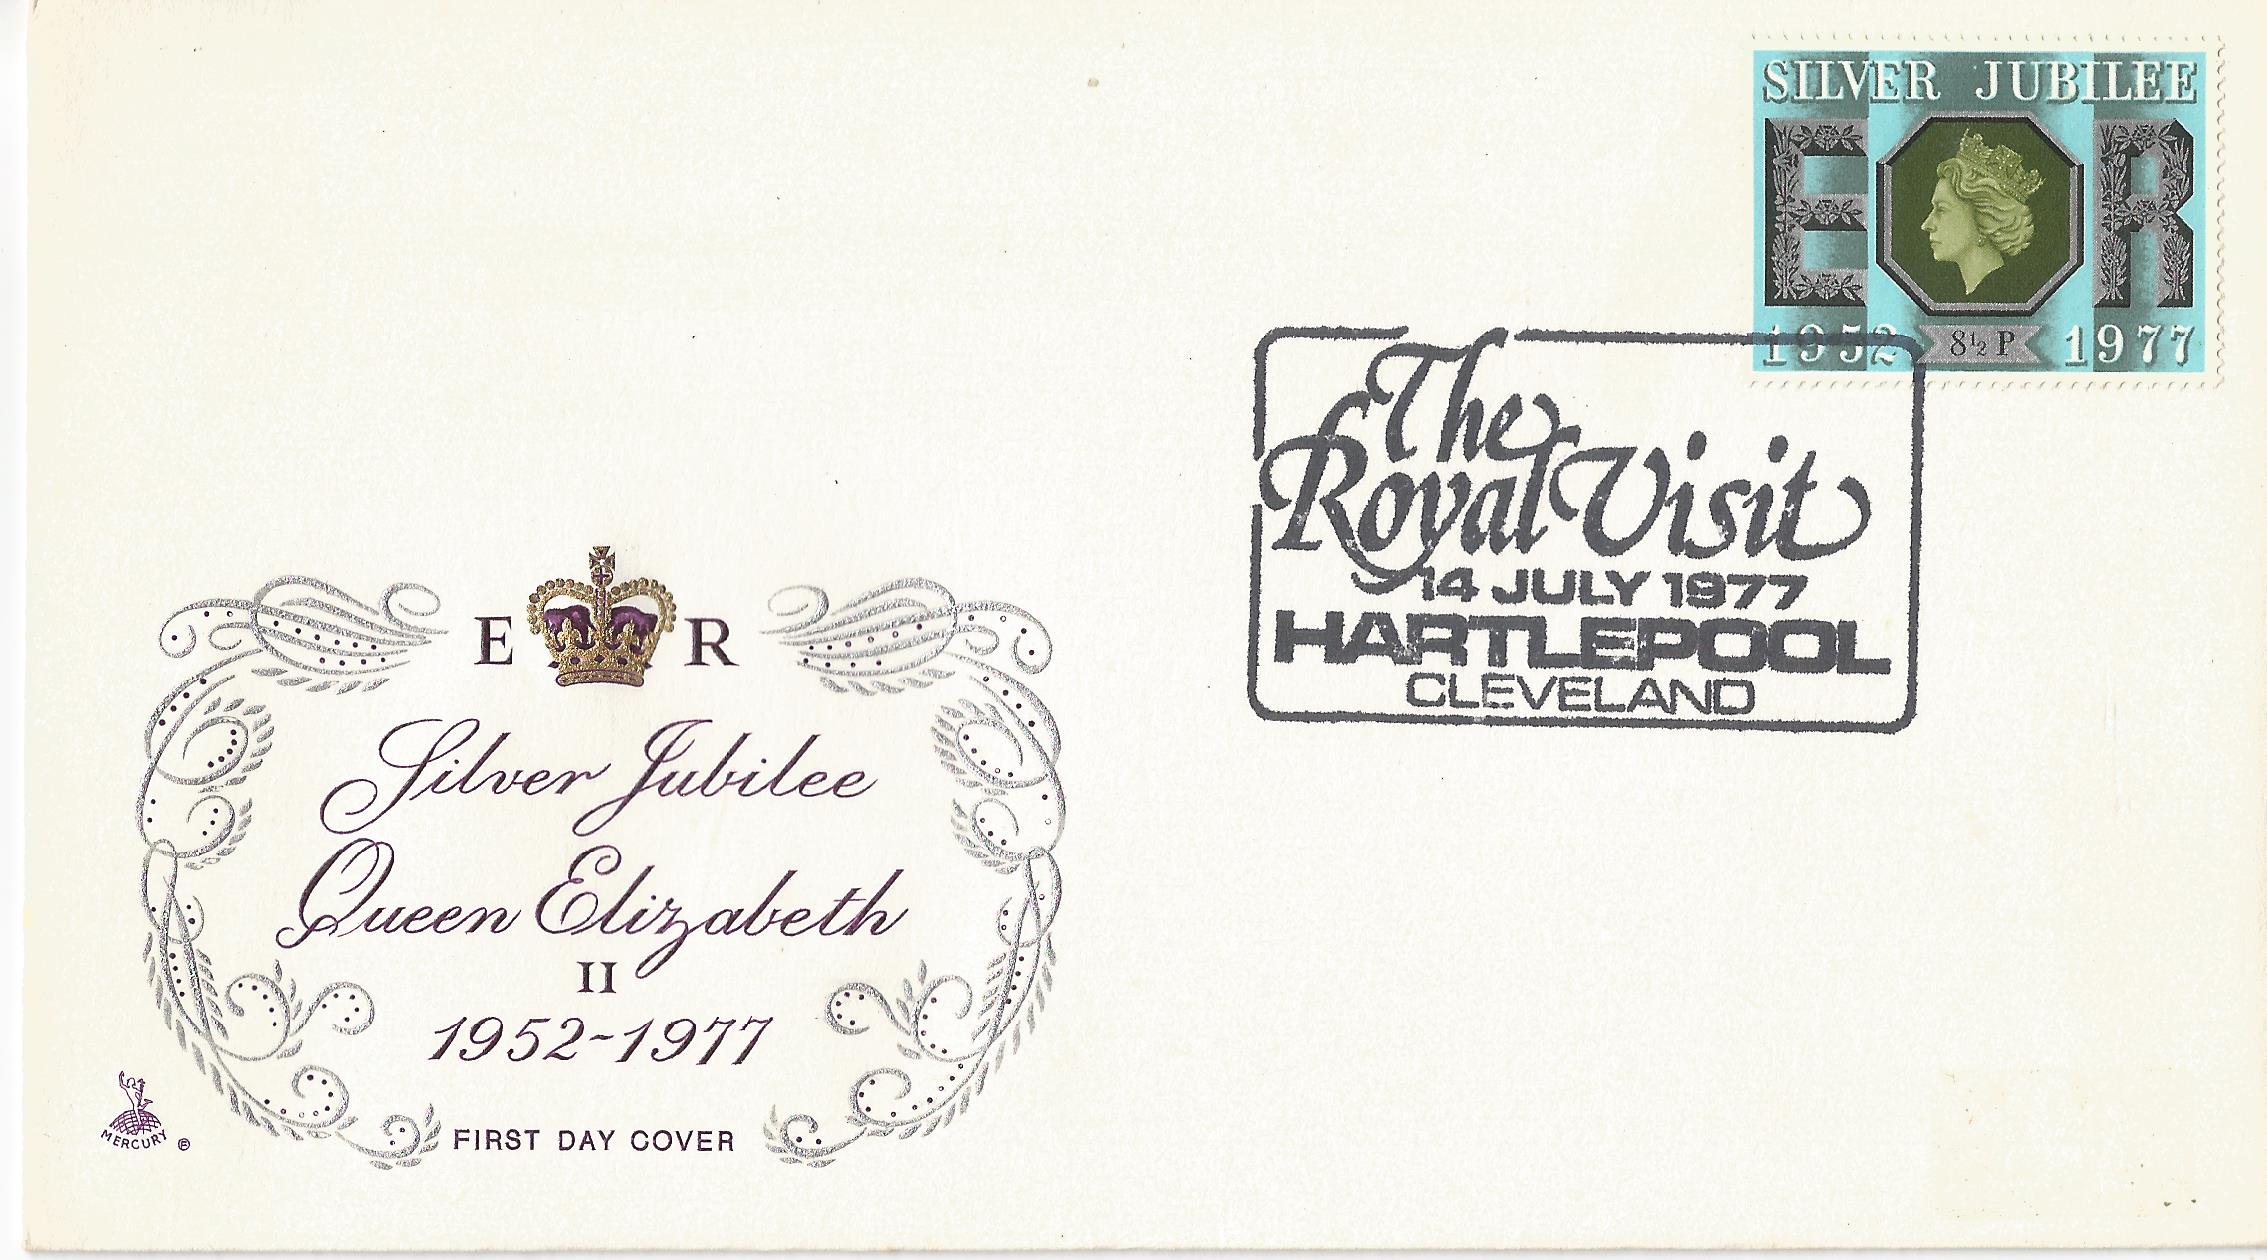 SILVER JUBILEE
E R
1952 8½ P 1977
The
Royal Visit
14 JULY 1977
HARTLEPOOL
CLEVELAND
E R
Silver Jubilee
Queen Elizabeth
II
1952-1977
FIRST DAY COVER
MERCURY ®